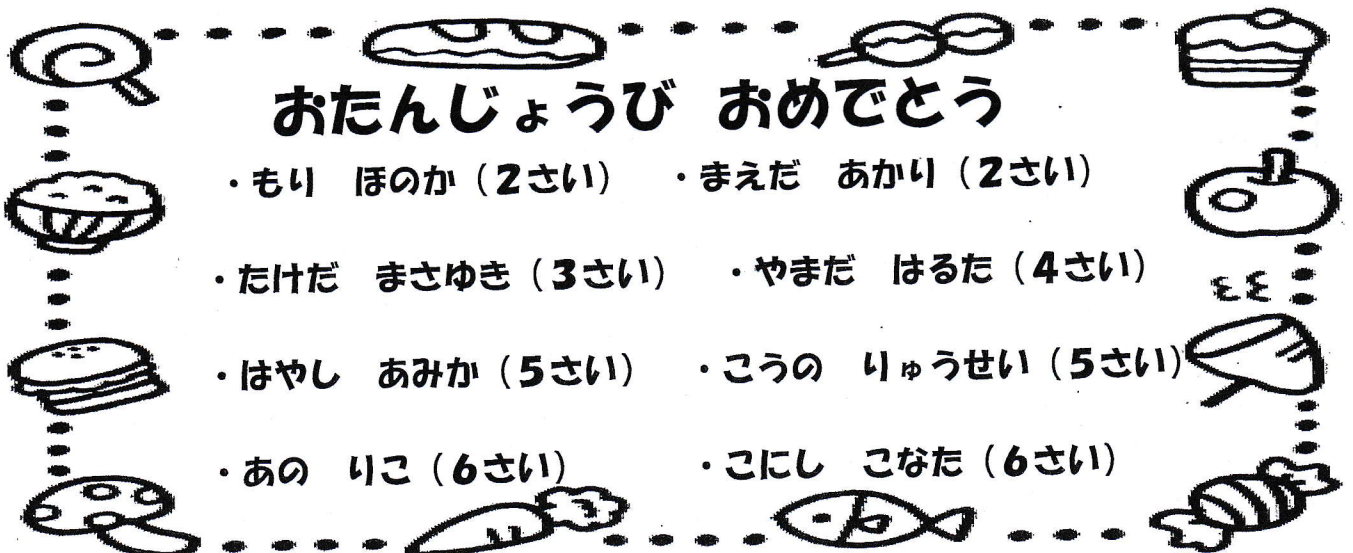 おたんじょうび おめでとう
・もり　ほのか（2さい）　・まえだ　あかり（2さい）
・たけだ　まさゆき（3さい）　・やまだ　はるた（4さい）
・はやし　あみか（5さい）　・こうの　りゅうせい（5さい）
・あの　りこ（6さい）　・こにし　こなた（6さい）